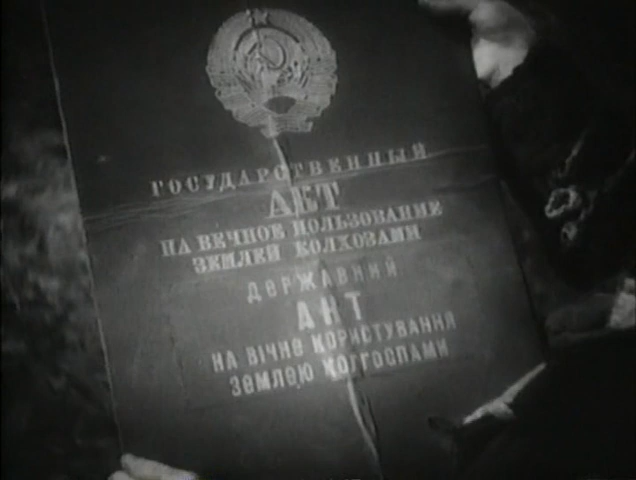 ГОСУДАРСТВЕННЫЙ
АКТ
НА ВЕЧНОЕ ПОЛЬЗОВАНИЕ
ЗЕМЛЕЙ КОЛХОЗАМИ
ДЕРЖАВНИЙ
АКТ
НА ВІЧНЕ КОРИСТУВАННЯ
ЗЕМЛЕЮ КОЛГОСПАМИ